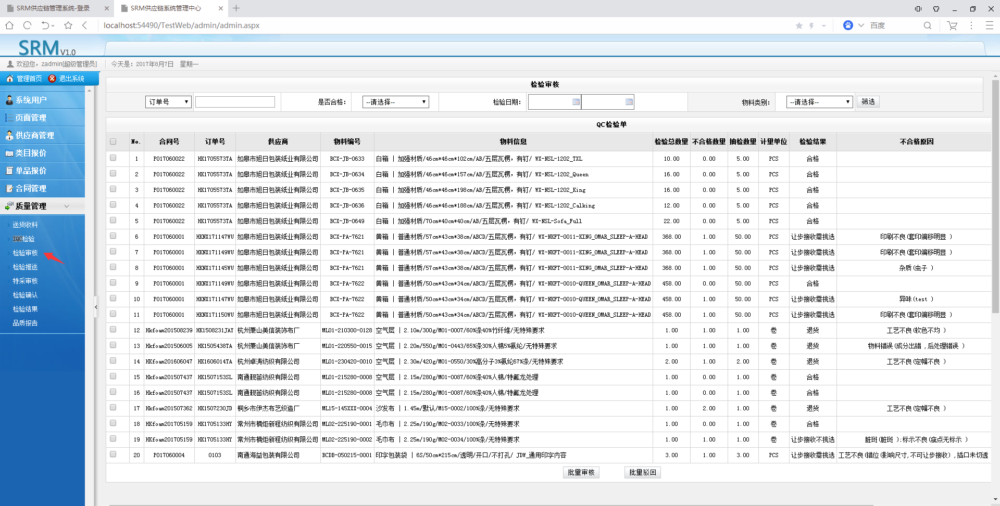 SRM供应链管理系统-登录
SRM供应链系统管理中心
localhost:54490/TestWeb/admin/admin.aspx
百度
SRM V1.0
欢迎您，zadmin[超级管理员] 今天是：2017年8月7日 星期一
管理首页 退出系统
系统用户
页面管理
供应商管理
类目报价
单品报价
合同管理
质量管理
送货收料
IQC检验
检验审核
检验推送
特采审核
检验确认
检验结果
品质报告
检验审核
订单号 是否合格： --请选择-- 检验日期： 物料类别： --请选择-- 筛选
QC检验单
No. 合同号 订单号 供应商 物料编号 物料信息 检验总数量 不合格数量 抽检数量 计量单位 检验结果 不合格原因
1 PO17060022 HK1705573TA 如皋市旭日包装纸业有限公司 BCX-JB-0633 白箱 | 加强材质/46cm*46cm*102cm/AB/五层瓦楞，有钉/ WX-NSL-1202_TXL 10.00 0.00 5.00 PCS 合格
2 PO17060022 HK1705573TA 如皋市旭日包装纸业有限公司 BCX-JB-0634 白箱 | 加强材质/46cm*46cm*157cm/AB/五层瓦楞，有钉/ WX-NSL-1202_Queen 16.00 0.00 5.00 PCS 合格
3 PO17060022 HK1705573TA 如皋市旭日包装纸业有限公司 BCX-JB-0635 白箱 | 加强材质/46cm*46cm*198cm/AB/五层瓦楞，有钉/ WX-NSL-1202_King 16.00 0.00 5.00 PCS 合格
4 PO17060022 HK1705573TA 如皋市旭日包装纸业有限公司 BCX-JB-0636 白箱 | 加强材质/46cm*46cm*188cm/AB/五层瓦楞，有钉/ WX-NSL-1202_Calking 12.00 0.00 5.00 PCS 合格
5 PO17060022 HK1705573TA 如皋市旭日包装纸业有限公司 BCX-JB-0649 白箱 | 加强材质/70cm*40cm*40cm/AB/五层瓦楞，有钉/ WX-NSL-Sofa_Full 22.00 0.00 5.00 PCS 合格
6 PO17060001 HKNX171147WU 如皋市旭日包装纸业有限公司 BCX-PA-7621 黄箱 | 普通材质/57cm*43cm*38cm/ABCD/五层瓦楞，有钉/ WX-NKFT-0011-KING_OMAR_SLEEP-A-HEAD 368.00 1.00 50.00 PCS 让步接收需挑选 印刷不良(套印偏移明显 )
7 PO17060001 HKNX171149WU 如皋市旭日包装纸业有限公司 BCX-PA-7621 黄箱 | 普通材质/57cm*43cm*38cm/ABCD/五层瓦楞，有钉/ WX-NKFT-0011-KING_OMAR_SLEEP-A-HEAD 368.00 1.00 50.00 PCS 让步接收需挑选 印刷不良(套印偏移明显 )
8 PO17060001 HKNX171145WU 如皋市旭日包装纸业有限公司 BCX-PA-7621 黄箱 | 普通材质/57cm*43cm*38cm/ABCD/五层瓦楞，有钉/ WX-NKFT-0011-KING_OMAR_SLEEP-A-HEAD 368.00 1.00 50.00 PCS 让步接收需挑选 杂质(虫子 )
9 PO17060001 HKNX171149WU 如皋市旭日包装纸业有限公司 BCX-PA-7622 黄箱 | 普通材质/50cm*43cm*34cm/ABCD/五层瓦楞，有钉/ WX-NKFT-0010-QUEEN_OMAR_SLEEP-A-HEAD 458.00 0.00 50.00 PCS 合格
10 PO17060001 HKNX171147WU 如皋市旭日包装纸业有限公司 BCX-PA-7622 黄箱 | 普通材质/50cm*43cm*34cm/ABCD/五层瓦楞，有钉/ WX-NKFT-0010-QUEEN_OMAR_SLEEP-A-HEAD 458.00 1.00 50.00 PCS 让步接收需挑选 异味(test )
11 PO17060001 HKNX171150WU 如皋市旭日包装纸业有限公司 BCX-PA-7622 黄箱 | 普通材质/50cm*43cm*34cm/ABCD/五层瓦楞，有钉/ WX-NKFT-0010-QUEEN_OMAR_SLEEP-A-HEAD 458.00 1.00 50.00 PCS 让步接收需挑选 印刷不良(套印偏移明显 )
12 Hkfoam201508239 HK1508231JAY 杭州萧山美信装饰布厂 ML01-210300-0128 空气层 | 2.10m/300g/M01-0007/60%涤40%竹纤维/无特殊要求 1.00 1.00 1.00 卷 退货 工艺不良(软色不均 )
13 Hkfoam201506005 HK1505438TA 杭州萧山美信装饰布厂 ML01-220550-0015 空气层 | 2.20m/550g/M01-0443/65%涤30%人棉5%氨纶/无特殊要求 1.00 1.00 1.00 卷 退货 物料错误(成分出错 ,后处理错误 )
14 HKfoam201606047 HK1606014TA 杭州卓涛纺织有限公司 ML01-230420-0010 空气层 | 2.30m/420g/M01-0550/30%高分子3%氨纶67%涤/无特殊要求 2.00 1.00 2.00 卷 退货 工艺不良(定幅不良 )
15 Hkfoam201507437 HK1507153SL 南通靓笛纺织有限公司 ML01-215280-0008 空气层 | 2.15m/280g/M01-0087/60%涤40%人棉/特氟龙处理 1.00 0.00 1.00 卷 合格
16 Hkfoam201507437 HK1507153SL 南通靓笛纺织有限公司 ML01-215280-0008 空气层 | 2.15m/280g/M01-0087/60%涤40%人棉/特氟龙处理 1.00 0.00 1.00 卷 合格
17 Hkfoam201507362 HK1507230JD 桐乡市伊杰布艺织造厂 ML15-145XXX-0004 沙发布 | 1.45m/默认/M15-0002/100%涤/无特殊要求 1.00 2.00 1.00 卷 退货 工艺不良(定幅不良 )
18 HKfoam201705159 HK1705133HY 常州市楠炬新程纺织有限公司 ML02-225190-0001 毛巾布 | 2.25m/190g/M02-0033/100%涤/无特殊要求 1.00 0.00 1.00 卷 合格
19 HKfoam201705159 HK1705133HY 常州市楠炬新程纺织有限公司 ML02-225190-0002 毛巾布 | 2.25m/190g/M02-0034/100%涤/无特殊要求 1.00 1.00 1.00 卷 让步接收不挑选 脏斑(脏斑 );标示不良(疵点无标示 )
20 PO17060004 0103 南通海益包装有限公司 BCDB-050215-0001 印字包装袋 | 6S/50cm*215cm/透明/开口/不打孔/ JDW_通用印字内容 3.00 1.00 3.00 PCS 让步接收需挑选 工艺不良(错位(影响尺寸,不可让步接收) ,插口未切透
批量审核 批量驳回